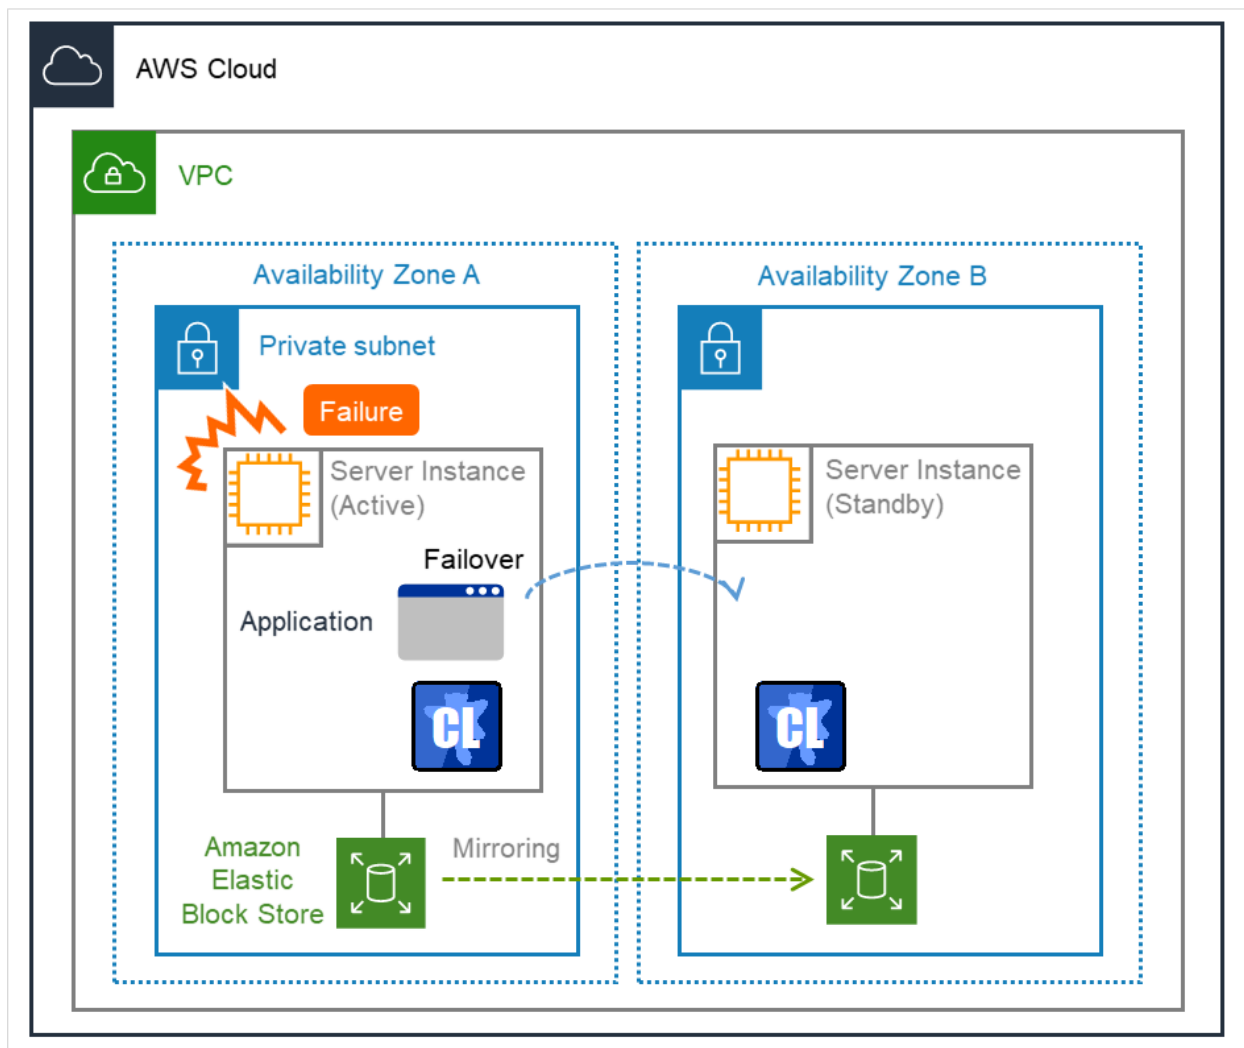 AWS Cloud
VPC
Availability Zone A
Availability Zone B
Private subnet
Failure
Server Instance
(Active)
Server Instance
(Standby)
Failover
Application
CL
CL
Amazon
Elastic
Block Store
Mirroring